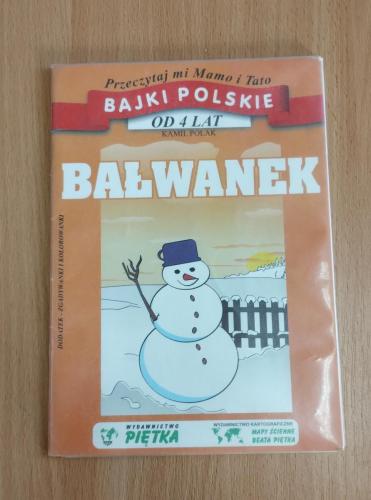 Przeczytaj mi Mamo i Tato
BAJKI POLSKIE
OD 4 LAT
KAMIL POLAK
BAŁWANEK
DODATEK - ZGADYWANKI I KOLOROWANKI
WYDAWNICTWO
PIĘTKA
WYDAWNICTWO KARTOGRAFICZNE
MAPY ŚCIENNE
BEATA PIĘTKA